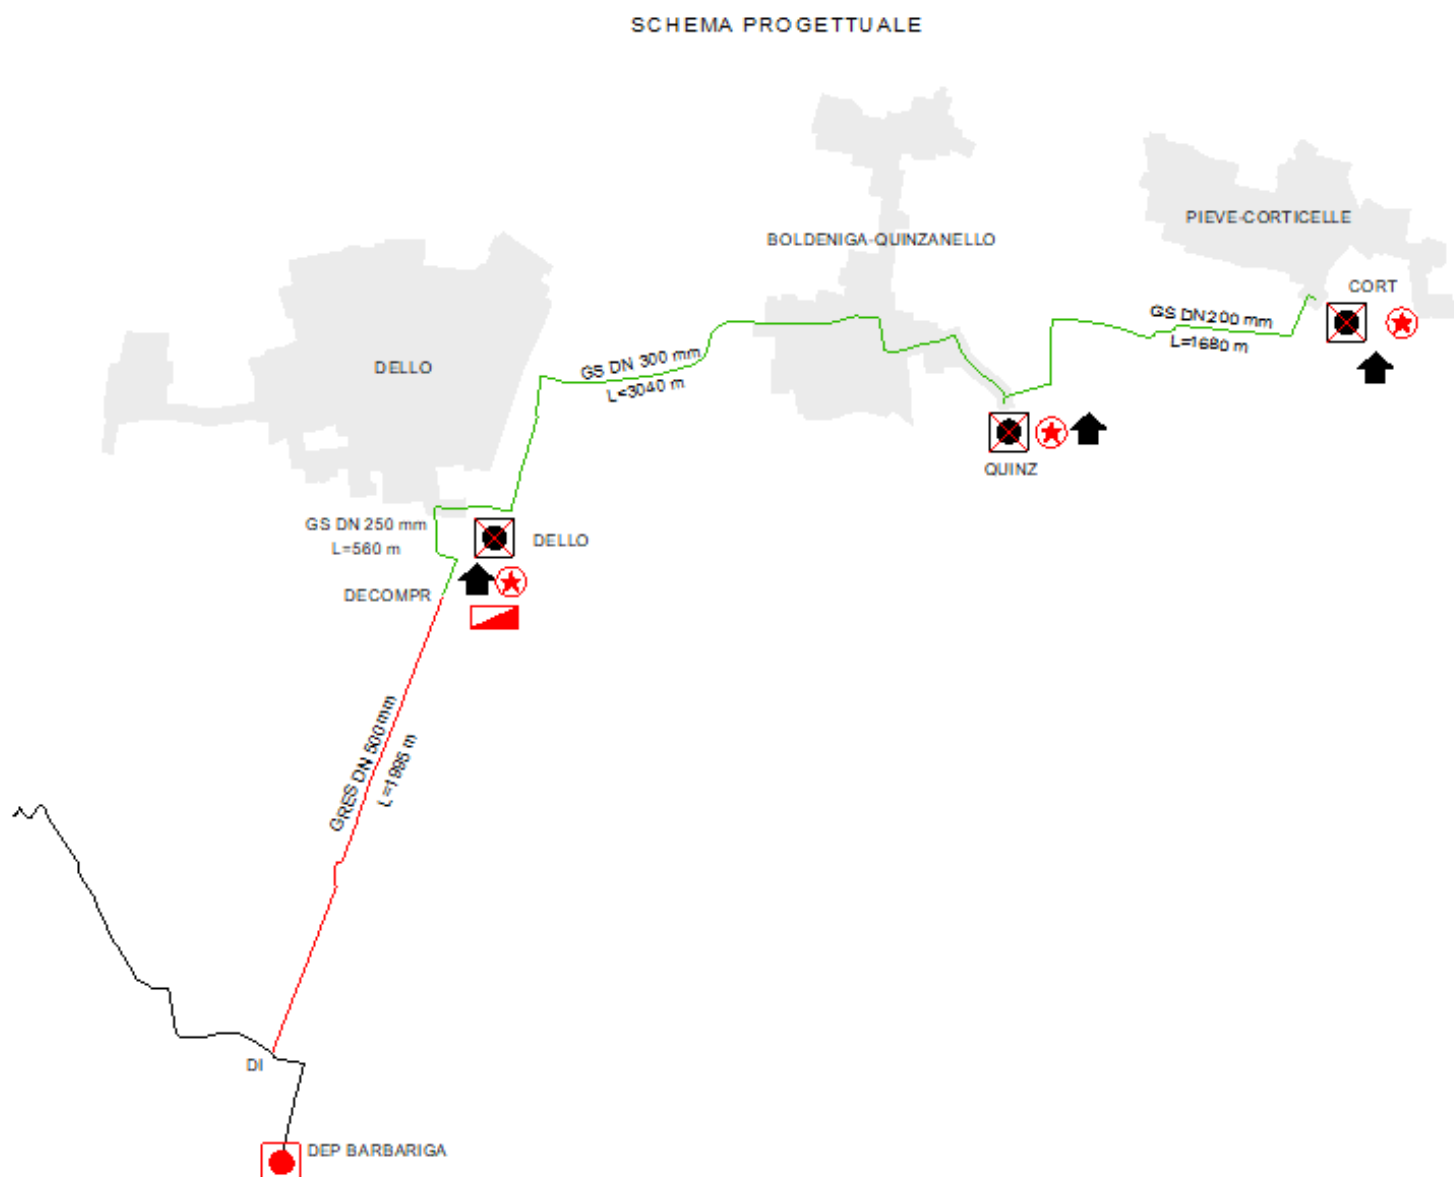 SCHEMA PROGETTUALE
PIEVE-CORTICELLE
BOLDENIGA-QUINZANELLO
CORT
GS DN200 mm
L=1680 m
DELLO
GS DN 300 mm
L=3040 m
QUINZ
GS DN 250 mm
L=560 m
DELLO
DECOMPR
GRES DN 500 mm
L=1995 m
DI
DEP BARBARIGA